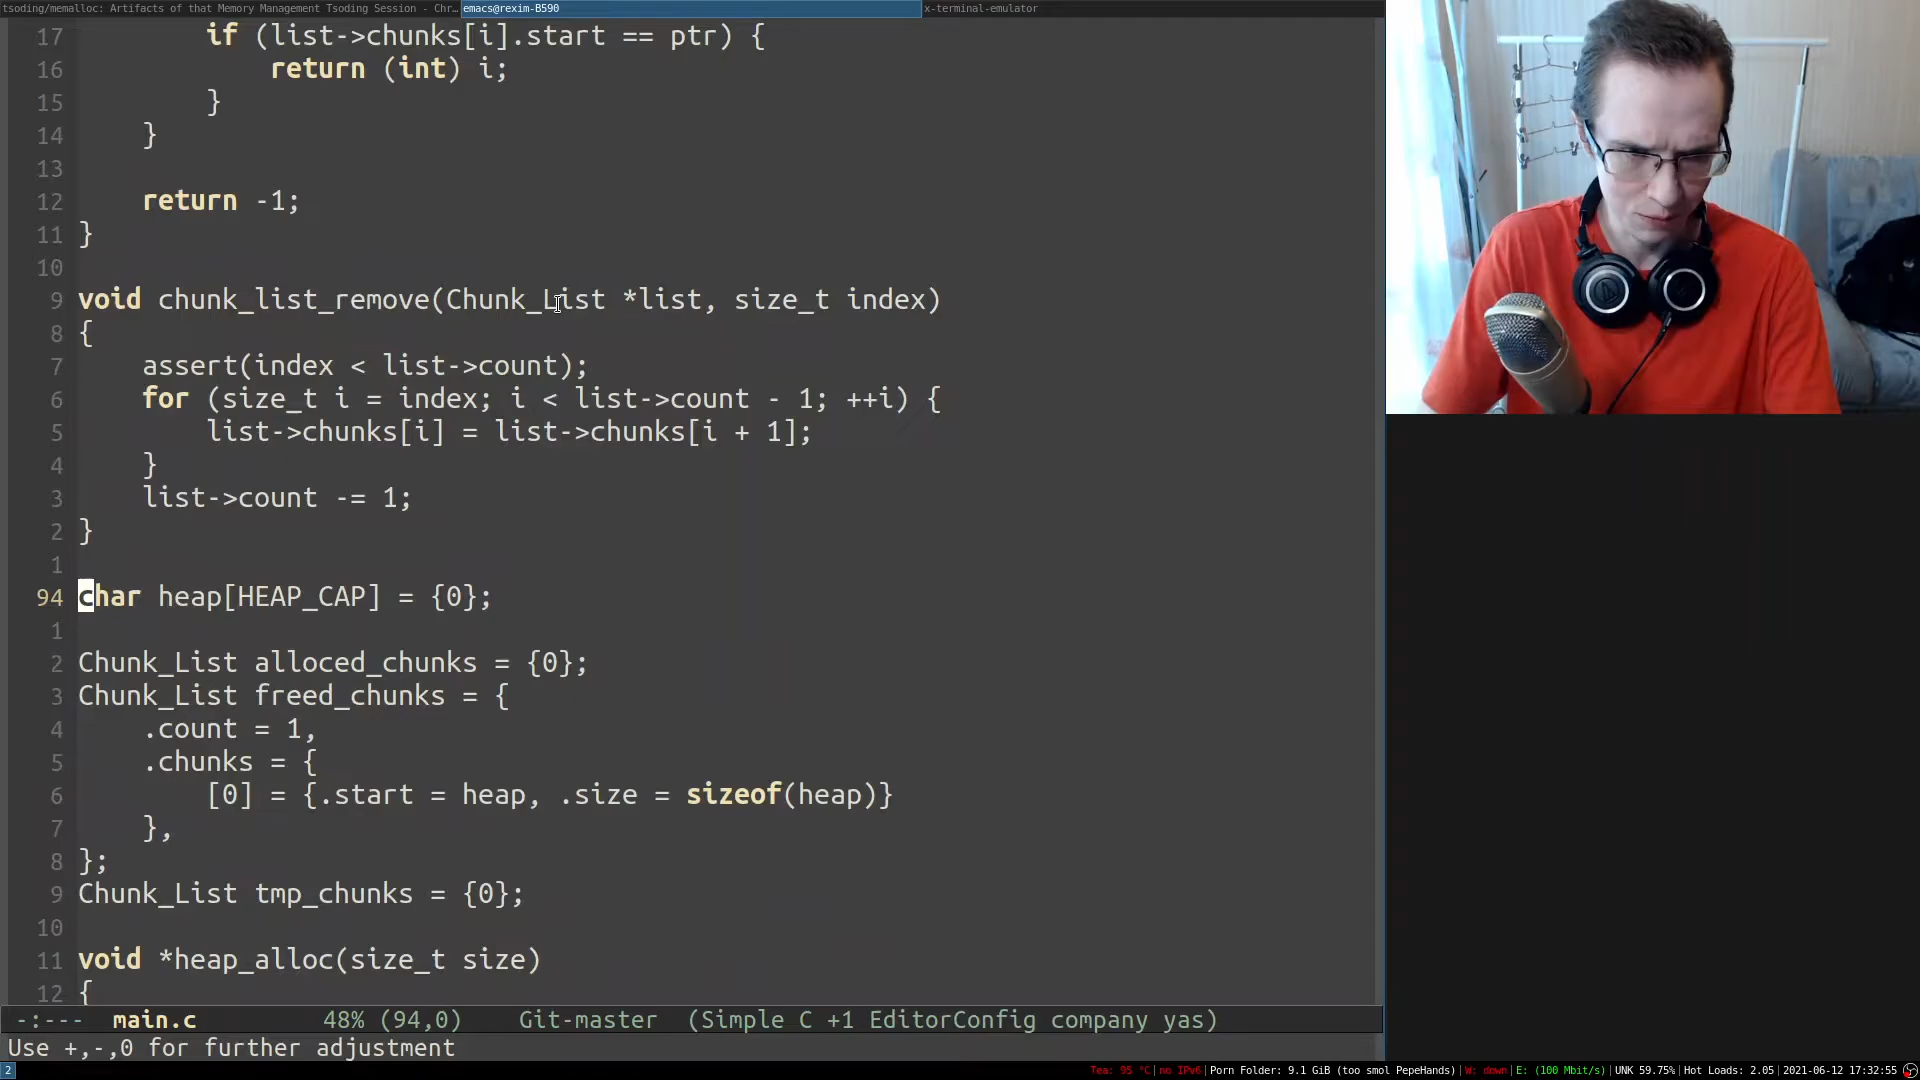 tsoding/memalloc: Artifacts of that Memory Management Tsoding Session - Chr… emacs@rexim-B590 x-terminal-emulator
17 if (list->chunks[i].start == ptr) {
16 return (int) i;
15 }
14 }
13
12 return -1;
11 }
10
9 void chunk_list_remove(Chunk_List *list, size_t index)
8 {
7 assert(index < list->count);
6 for (size_t i = index; i < list->count - 1; ++i) {
5 list->chunks[i] = list->chunks[i + 1];
4 }
3 list->count -= 1;
2 }
1
94 char heap[HEAP_CAP] = {0};
1
2 Chunk_List alloced_chunks = {0};
3 Chunk_List freed_chunks = {
4 .count = 1,
5 .chunks = {
6 [0] = {.start = heap, .size = sizeof(heap)}
7 },
8 };
9 Chunk_List tmp_chunks = {0};
10
11 void *heap_alloc(size_t size)
12 {
-:--- main.c 48% (94,0) Git-master (Simple C +1 EditorConfig company yas)
Use +,-,0 for further adjustment
2 Tea: 95 °C|no IPv6|Porn Folder: 9.1 GiB (too smol PepeHands)|W: down|E: (100 Mbit/s)|UNK 59.75%|Hot Loads: 2.05|2021-06-12 17:32:55